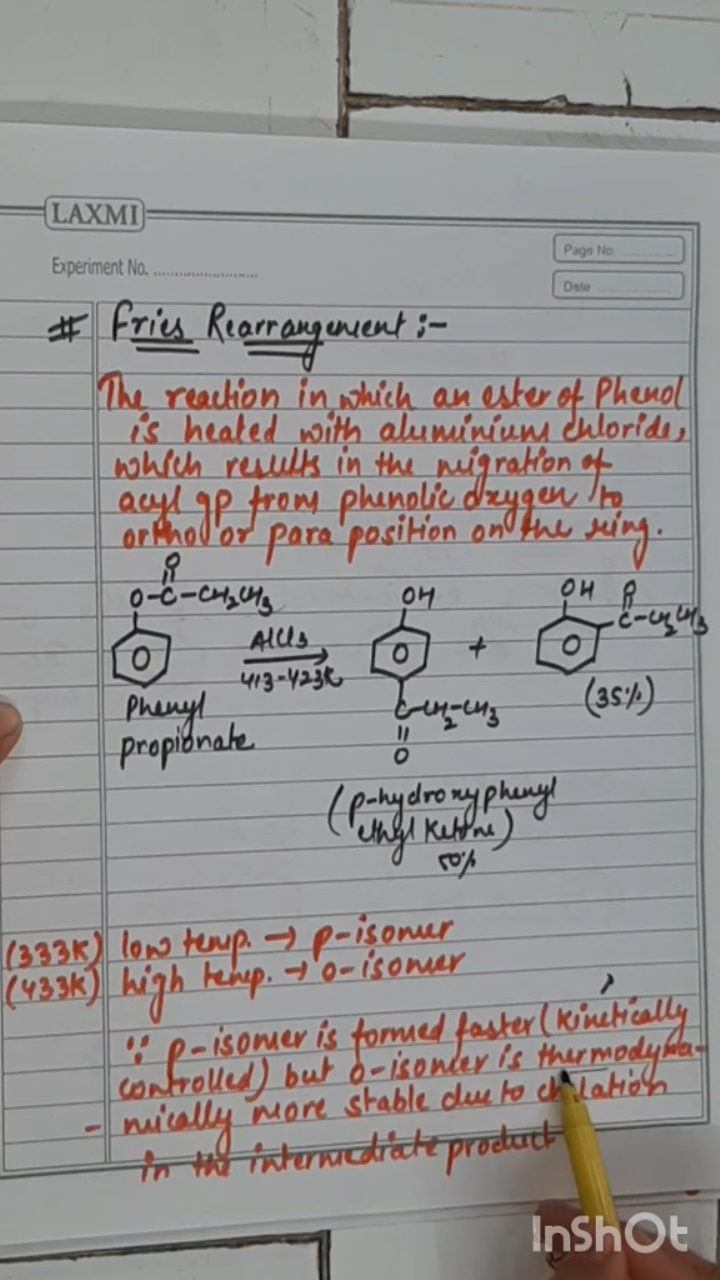 LAXMI
Page No
Experiment No.
Date
# Fries Rearrangement :-
The reaction in which an ester of Phenol
is heated with aluminium chloride,
which results in the migration of
acyl gp from phenolic oxygen to
ortho or para position on the ring.
O
O-C-CH2CH3
OH
OH
O
C-CH2CH3
AlCl3
413-423K
+
(35%)
Phenyl
propionate
C-CH2-CH3
O
(p-hydroxyphenyl
ethyl Ketone)
50%
(333K) low temp. → p-isomer
(433K) high temp. → o-isomer
∵ p-isomer is formed faster (Kinetically
controlled) but o-isomer is thermodyna-
- mically more stable due to chelation
in the intermediate product
InShOt